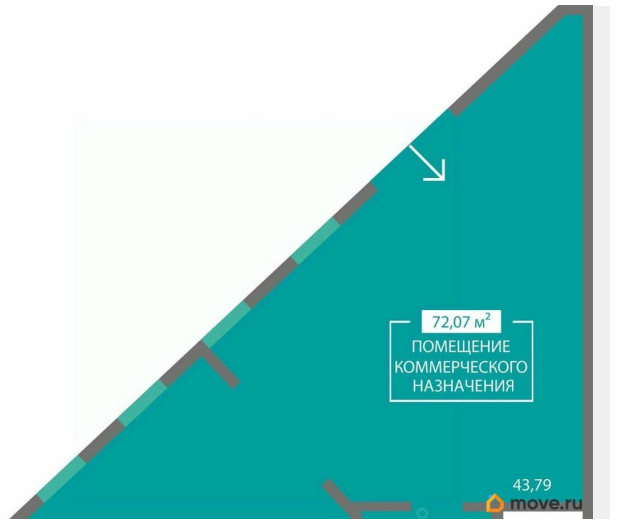 72,07 м²
ПОМЕЩЕНИЕ
КОММЕРЧЕСКОГО
НАЗНАЧЕНИЯ
43,79
move.ru